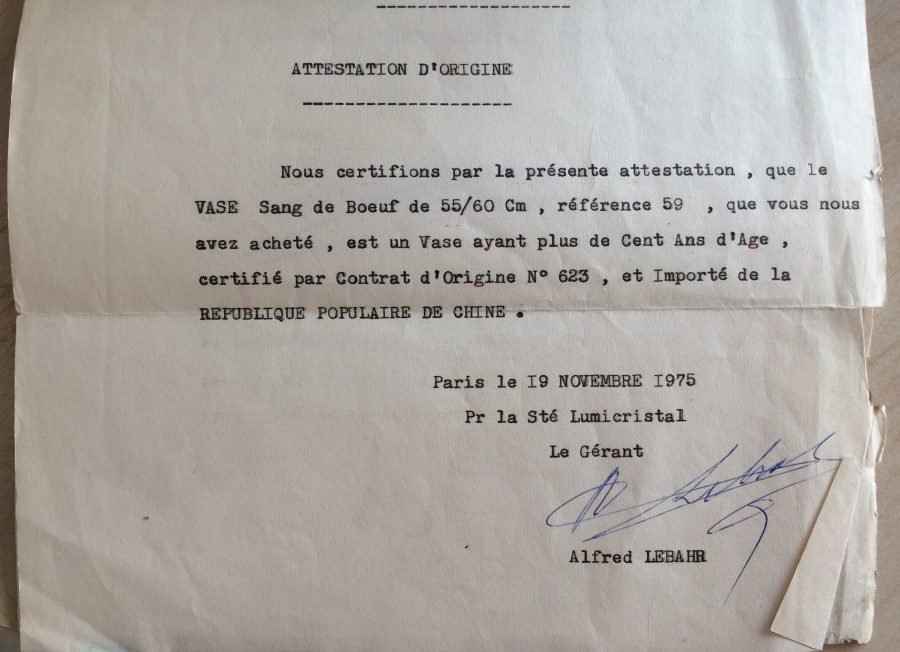 ATTESTATION D'ORIGINE
Nous certifions par la présente attestation , que le
VASE Sang de Boeuf de 55/60 Cm , référence 59 , que vous nous
avez acheté , est un Vase ayant plus de Cent Ans d'Age ,
certifié par Contrat d'Origine N° 623 , et Importé de la
REPUBLIQUE POPULAIRE DE CHINE .
Paris le I9 NOVEMBRE I975
Pr la Sté Lumicristal
Le Gérant
Alfred LEBAHR